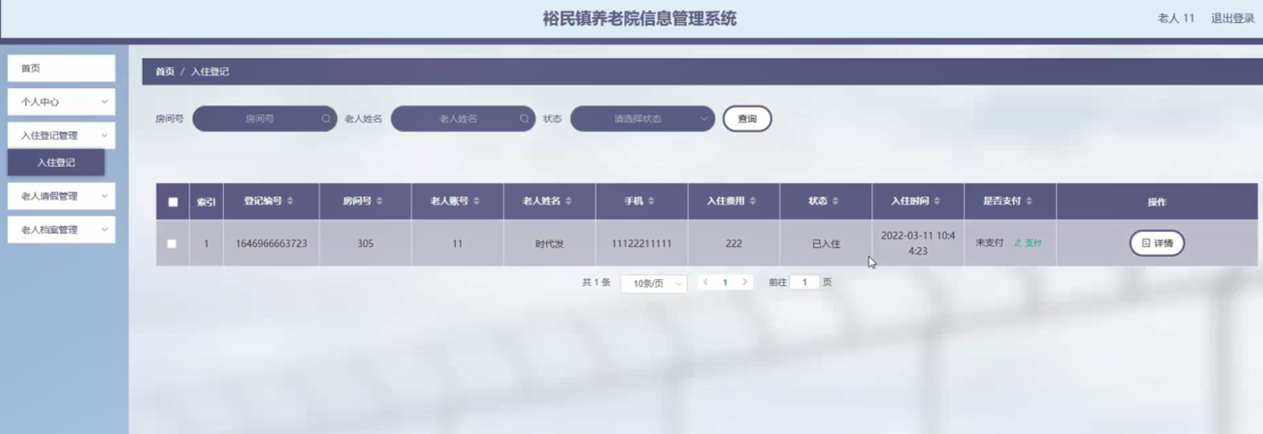 裕民镇养老院信息管理系统
老人 11 退出登录
首页
个人中心
入住登记管理
入住登记
老人请假管理
老人档案管理
首页 / 入住登记
房间号 房间号 老人姓名 老人姓名 状态 请选择状态 查询
索引 登记编号 房间号 老人账号 老人姓名 手机 入住费用 状态 入住时间 是否支付 操作
1 1646966663723 305 11 时代发 11122211111 222 已入住 2022-03-11 10:4
4:23 未支付 支付 详情
共 1 条 10条/页 1 前往 1 页